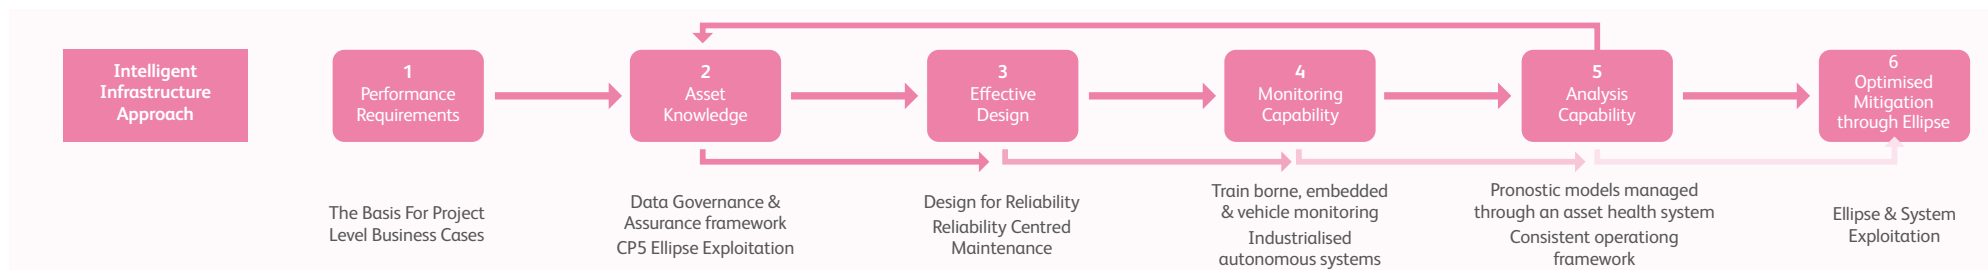 Intelligent
Infrastructure
Approach
1
Performance
Requirements
2
Asset
Knowledge
3
Effective
Design
4
Monitoring
Capability
5
Analysis
Capability
6
Optimised
Mitigation
through Ellipse
The Basis For Project
Level Business Cases
Data Governance &
Assurance framework
CP5 Ellipse Exploitation
Design for Reliability
Reliability Centred
Maintenance
Train borne, embedded
& vehicle monitoring
Industrialised
autonomous systems
Pronostic models managed
through an asset health system
Consistent operationg
framework
Ellipse & System
Exploitation